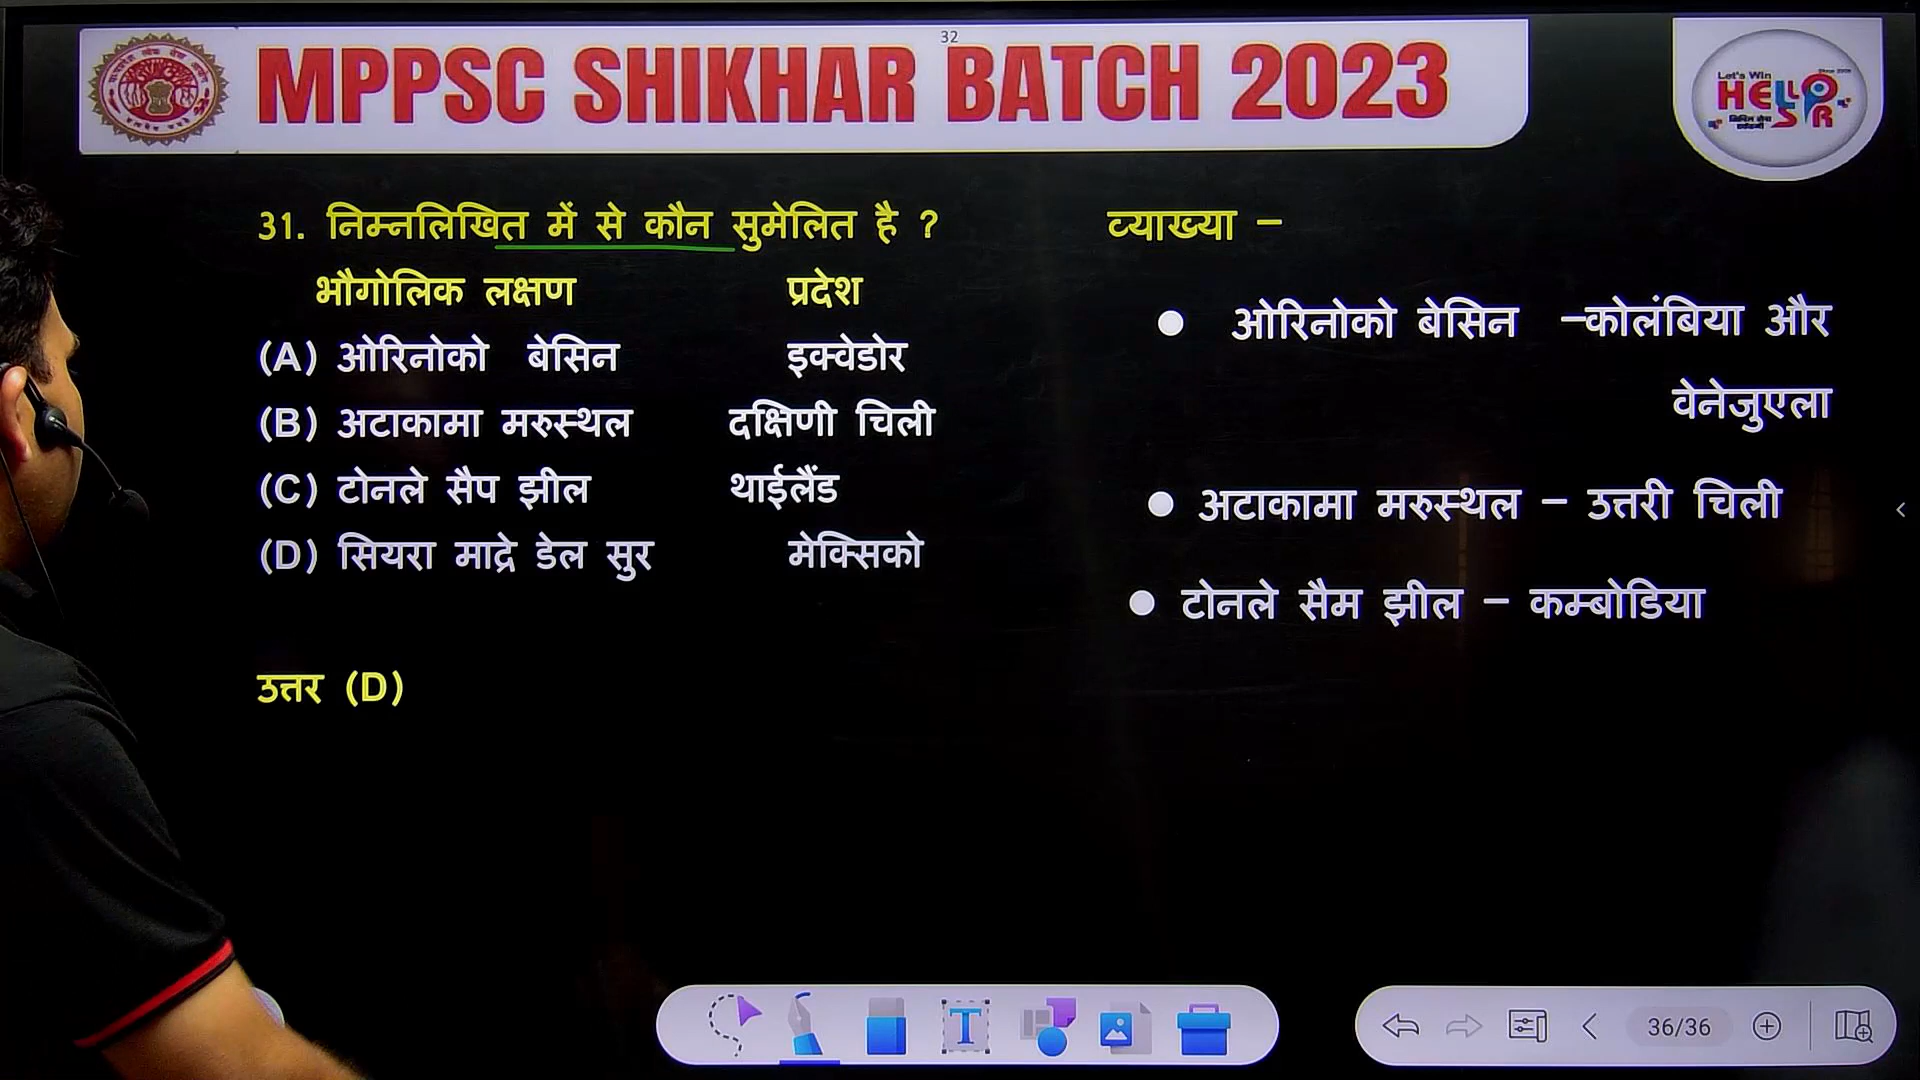 32
MPPSC SHIKHAR BATCH 2023
Let's Win
HELLO
SIR
31. निम्नलिखित में से कौन सुमेलित है ?
भौगोलिक लक्षण प्रदेश
(A) ओरिनोको बेसिन इक्वेडोर
(B) अटाकामा मरुस्थल दक्षिणी चिली
(C) टोनले सैप झील थाईलैंड
(D) सियरा माद्रे डेल सुर मेक्सिको
उत्तर (D)
व्याख्या –
ओरिनोको बेसिन –कोलंबिया और
वेनेजुएला
अटाकामा मरुस्थल – उत्तरी चिली
टोनले सैम झील – कम्बोडिया
T
36/36